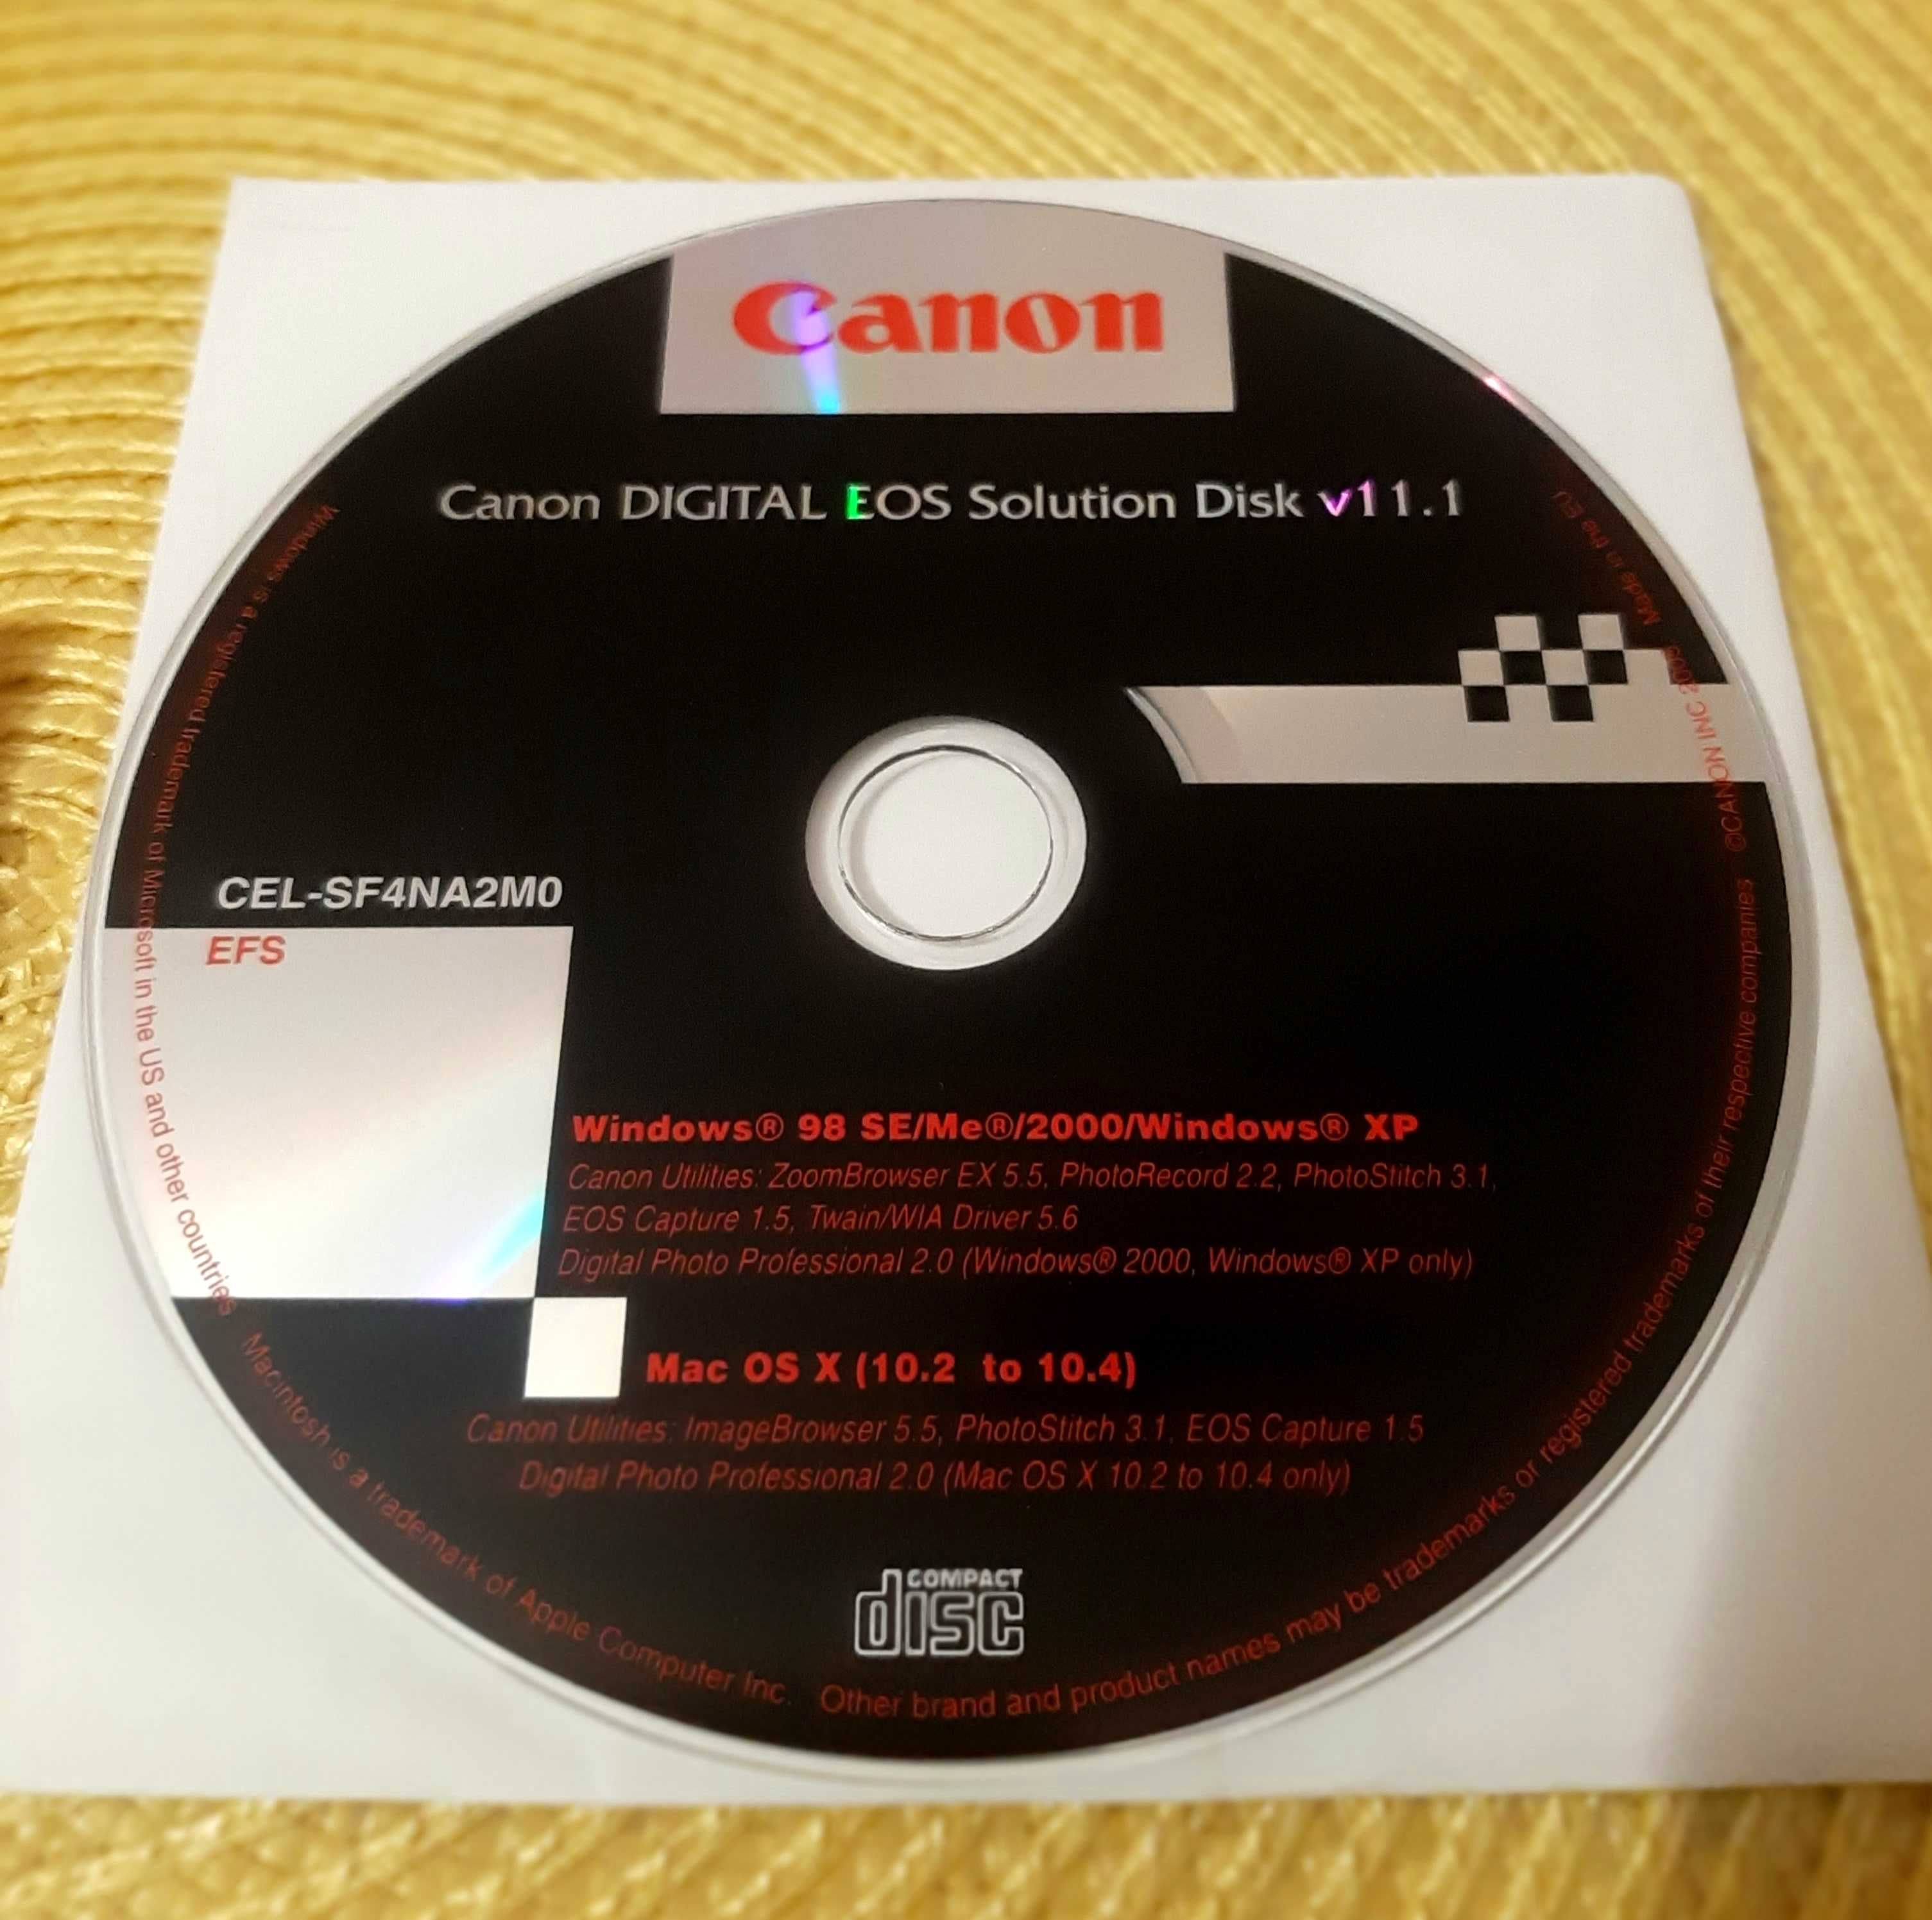 Canon
Canon DIGITAL EOS Solution Disk v11.1
CEL-SF4NA2M0
EFS
Windows® 98 SE/Me®/2000/Windows® XP
Canon Utilities: ZoomBrowser EX 5.5, PhotoRecord 2.2, PhotoStitch 3.1,
EOS Capture 1.5, Twain/WIA Driver 5.6
Digital Photo Professional 2.0 (Windows® 2000, Windows® XP only)
Mac OS X (10.2 to 10.4)
Canon Utilities: ImageBrowser 5.5, PhotoStitch 3.1, EOS Capture 1.5
Digital Photo Professional 2.0 (Mac OS X 10.2 to 10.4 only)
COMPACT
disc
Windows is a registered trademark of Microsoft in the US and other countries Macintosh is a trademark of Apple Computer Inc. Other brand and product names may be trademarks or registered trademarks of their respective companies ©CANON INC Made in the EU